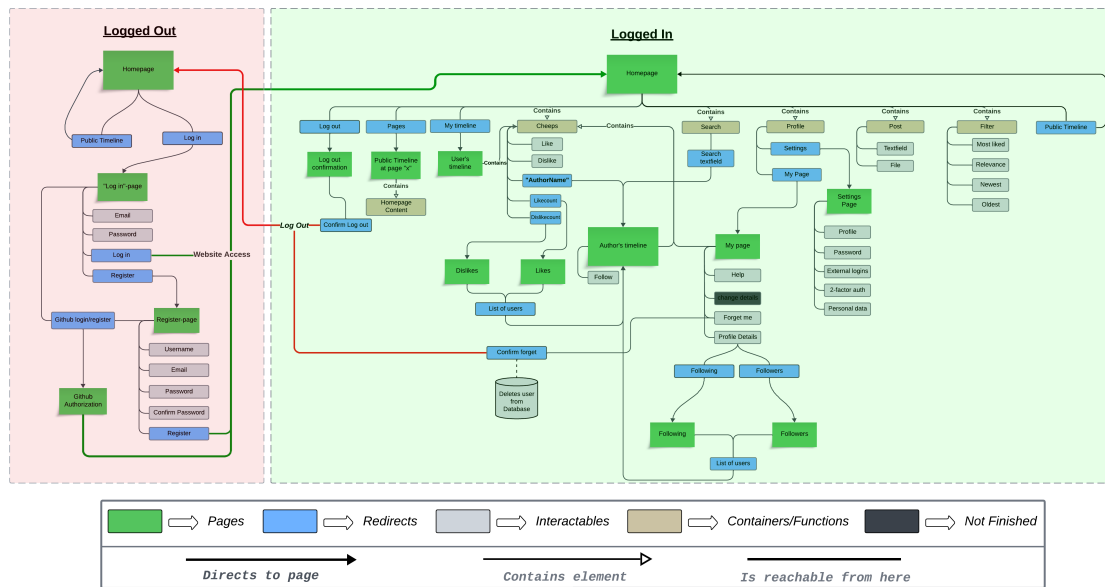 Logged Out
Homepage
Public Timeline
Log in
"Log in"-page
Email
Password
Log in
Website Access
Register
Github login/register
Register-page
Username
Email
Password
Confirm Password
Register
Github
Authorization
Logged In
Homepage
Contains
Contains
Contains
Contains
Contains
Log out
Pages
My timeline
Cheeps
Contains
Search
Profile
Post
Filter
Public Timeline
Log out
confirmation
Public Timeline
at page "x"
User's
timeline
Contains
Like
Dislike
"AuthorName"
Likecount
Dislikecount
Search
textfield
Settings
My Page
Textfield
File
Most liked
Relevance
Newest
Oldest
Contains
Homepage
Content
Log Out
Confirm Log out
Settings
Page
Profile
Password
External logins
2-factor auth
Personal data
Author's timeline
Follow
My page
Help
change details
Forget me
Profile Details
Dislikes
Likes
List of users
Confirm forget
Deletes user
from
Database
Following
Followers
Following
Followers
List of users
Pages
Redirects
Interactables
Containers/Functions
Not Finished
Directs to page
Contains element
Is reachable from here